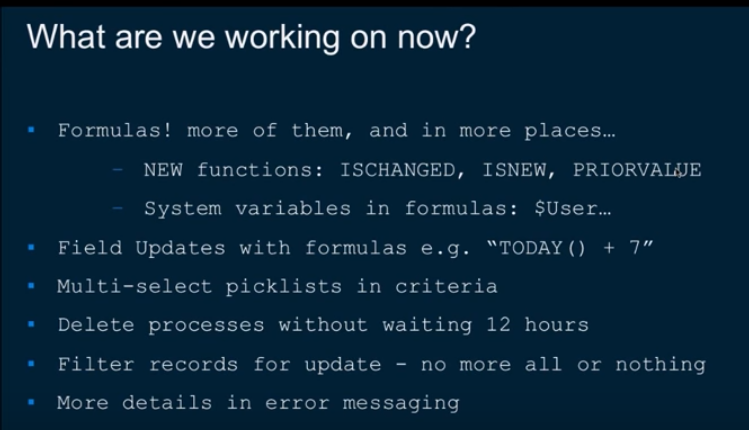 What are we working on now?
▪ Formulas! more of them, and in more places…
– NEW functions: ISCHANGED, ISNEW, PRIORVALUE
– System variables in formulas: $User…
▪ Field Updates with formulas e.g. “TODAY() + 7”
▪ Multi-select picklists in criteria
▪ Delete processes without waiting 12 hours
▪ Filter records for update - no more all or nothing
▪ More details in error messaging